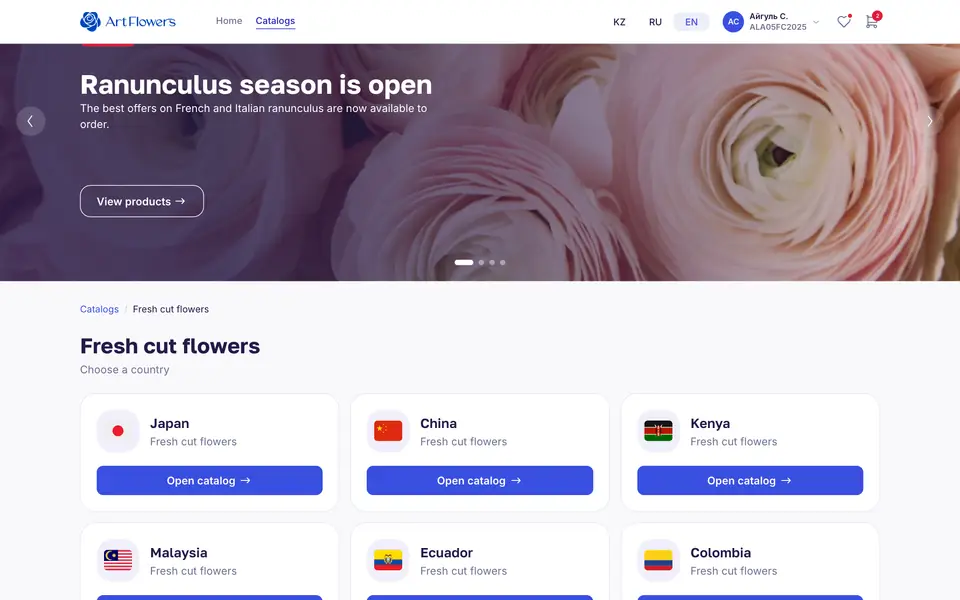 ArtFlowers
Home
Catalogs
KZ
RU
EN
AC
Айгуль С.
ALA05FC2025
2
Ranunculus season is open
The best offers on French and Italian ranunculus are now available to
order.
View products →
Catalogs / Fresh cut flowers
Fresh cut flowers
Choose a country
Japan
Fresh cut flowers
Open catalog →
China
Fresh cut flowers
Open catalog →
Kenya
Fresh cut flowers
Open catalog →
Malaysia
Fresh cut flowers
Ecuador
Fresh cut flowers
Colombia
Fresh cut flowers